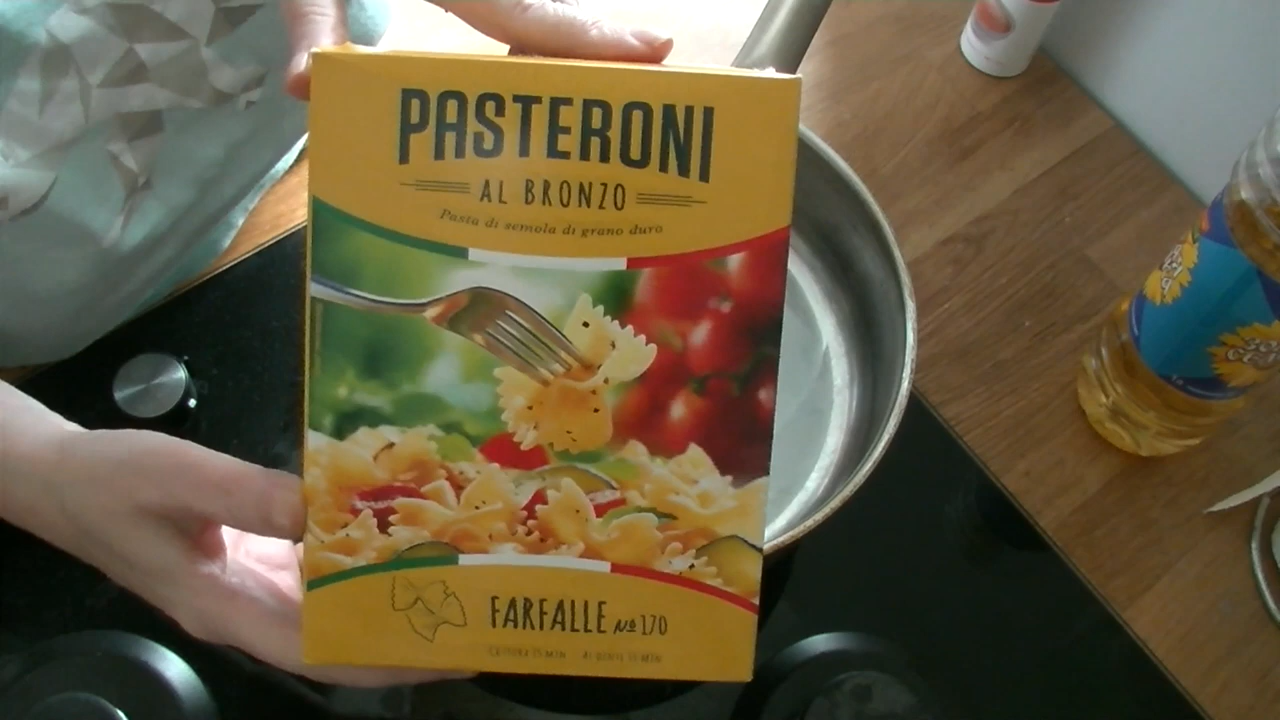 PASTERONI
AL BRONZO
Pasta di semola di grano duro
FARFALLE № 170